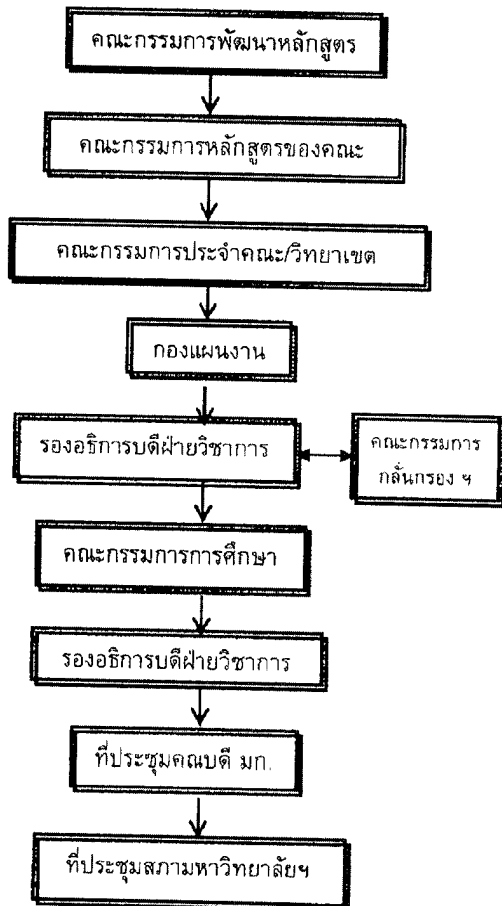 คณะกรรมการพัฒนาหลักสูตร
คณะกรรมการหลักสูตรของคณะ
คณะกรรมการประจำคณะ/วิทยาเขต
กองแผนงาน
รองอธิการบดีฝ่ายวิชาการ
คณะกรรมการ
กลั่นกรอง ฯ
คณะกรรมการการศึกษา
รองอธิการบดีฝ่ายวิชาการ
ที่ประชุมคณบดี มก.
ที่ประชุมสภามหาวิทยาลัยฯ